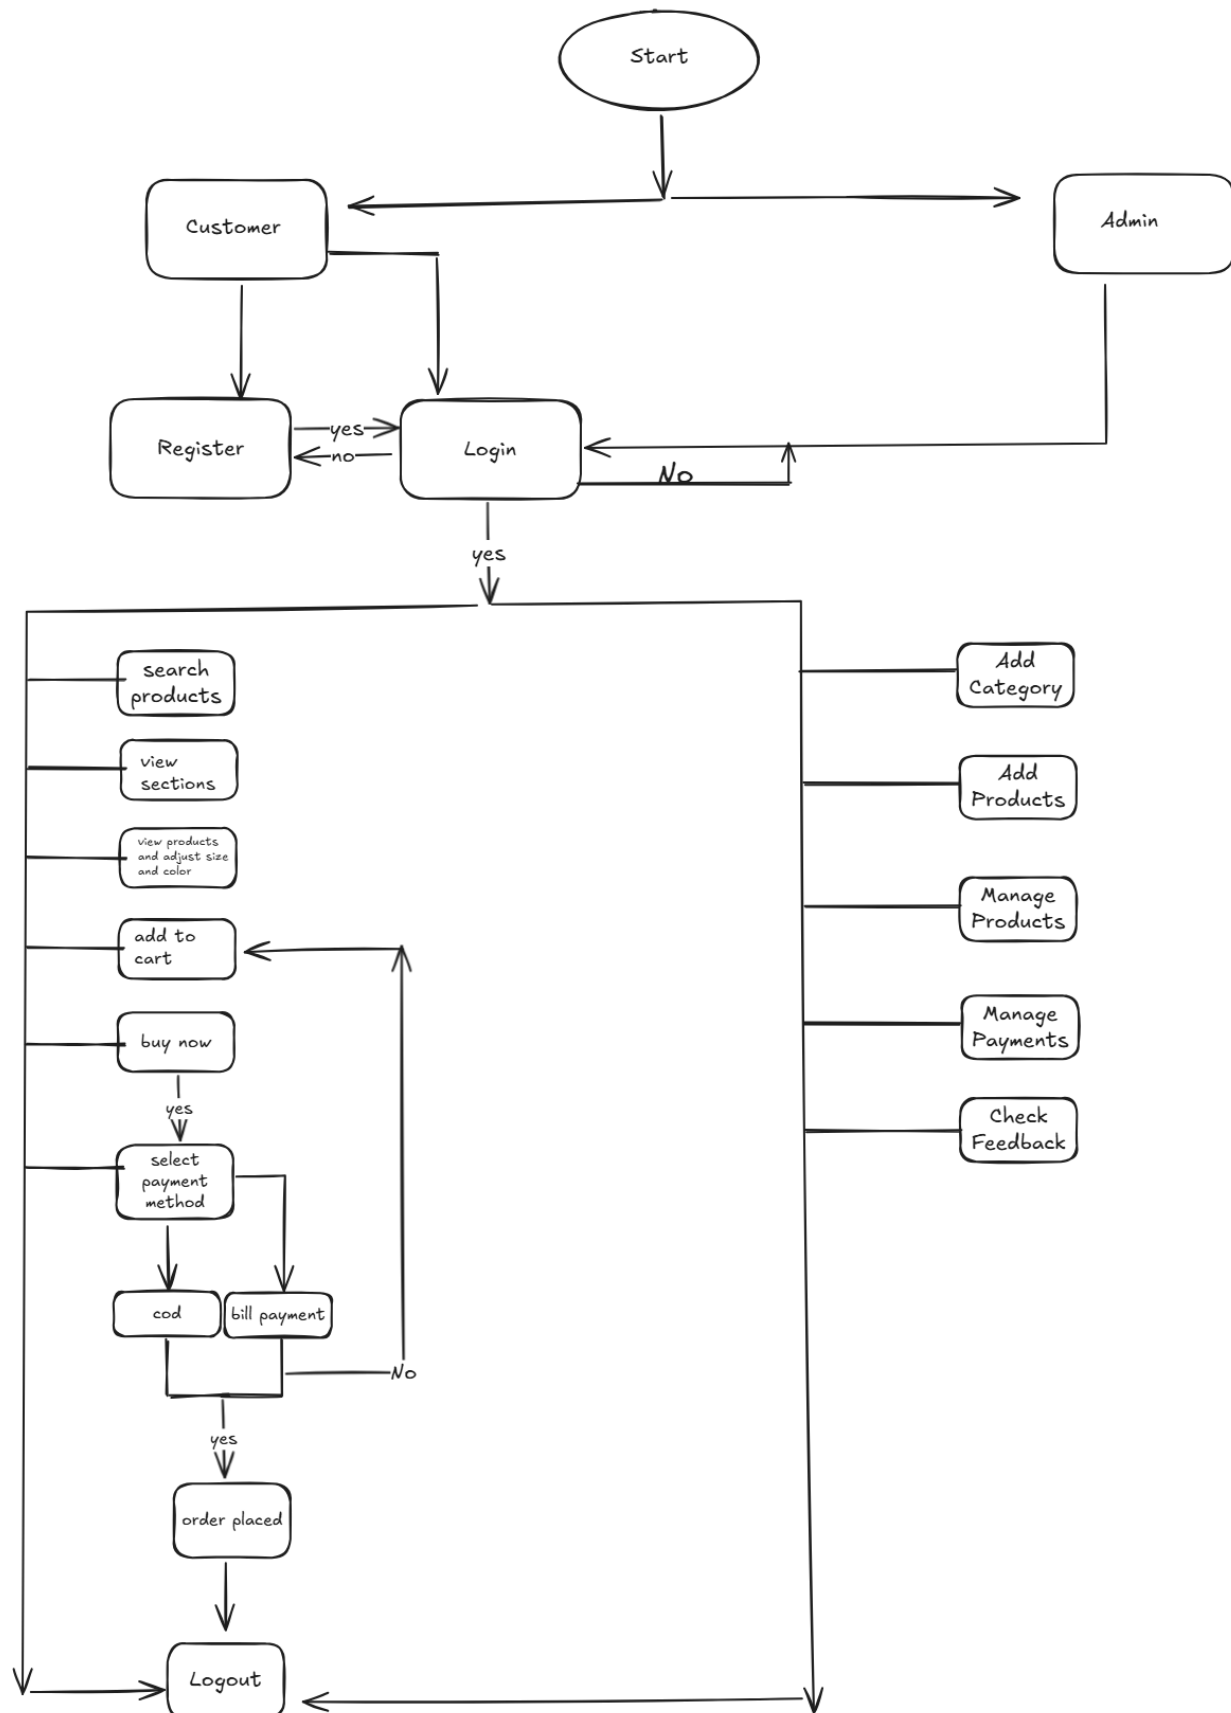 Start
Customer
Admin
Register
yes
no
Login
No
yes
search
products
view
sections
view products
and adjust size
and color
add to
cart
buy now
yes
select
payment
method
cod
bill payment
No
yes
order placed
Logout
Add
Category
Add
Products
Manage
Products
Manage
Payments
Check
Feedback